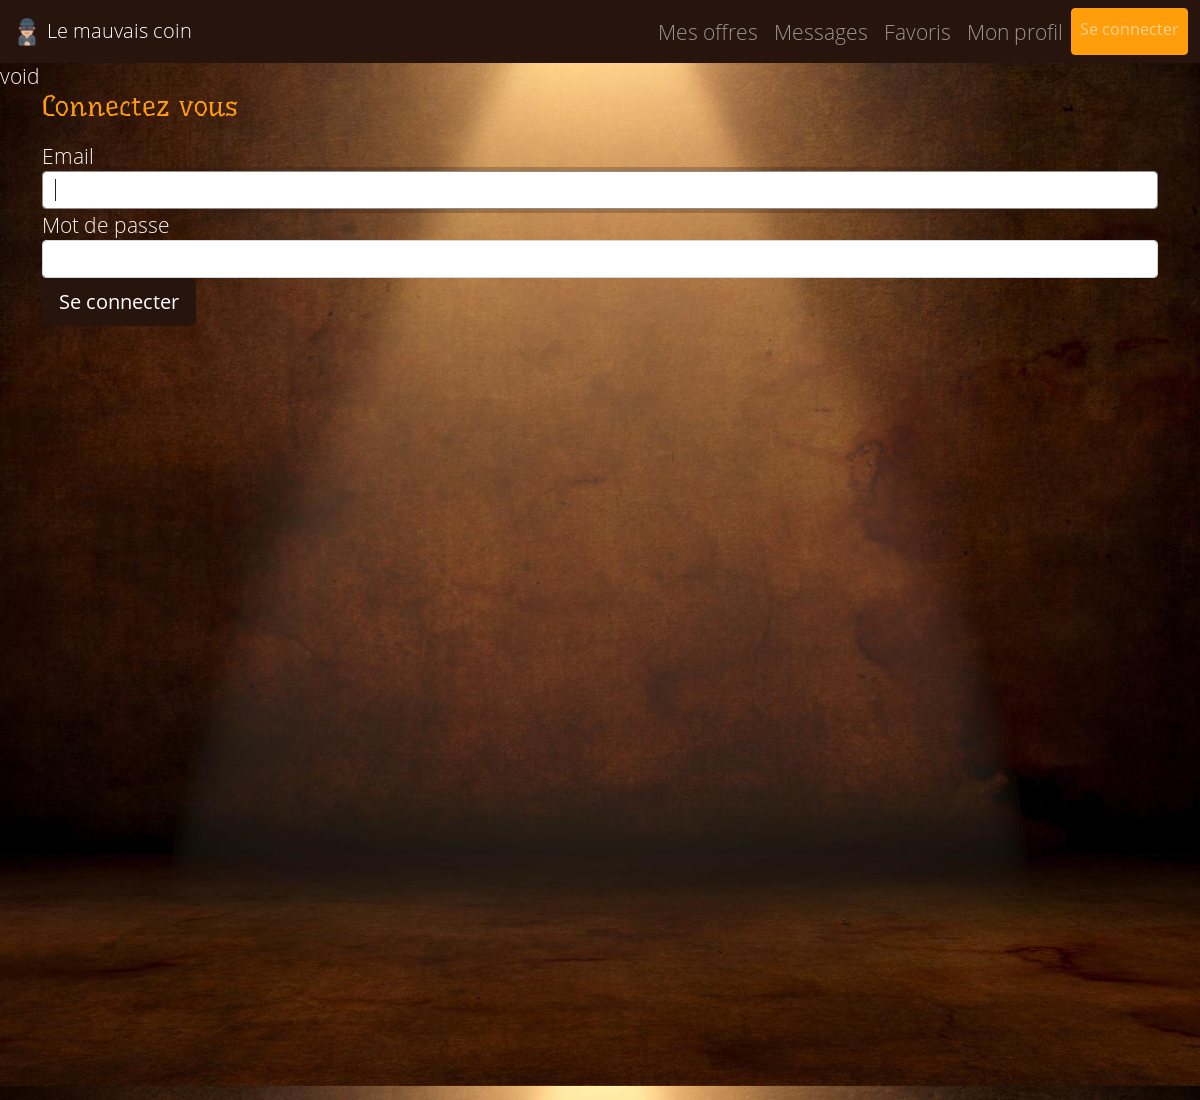 Le mauvais coin
Mes offres
Messages
Favoris
Mon profil
Se connecter
void
Connectez vous
Email
Mot de passe
Se connecter